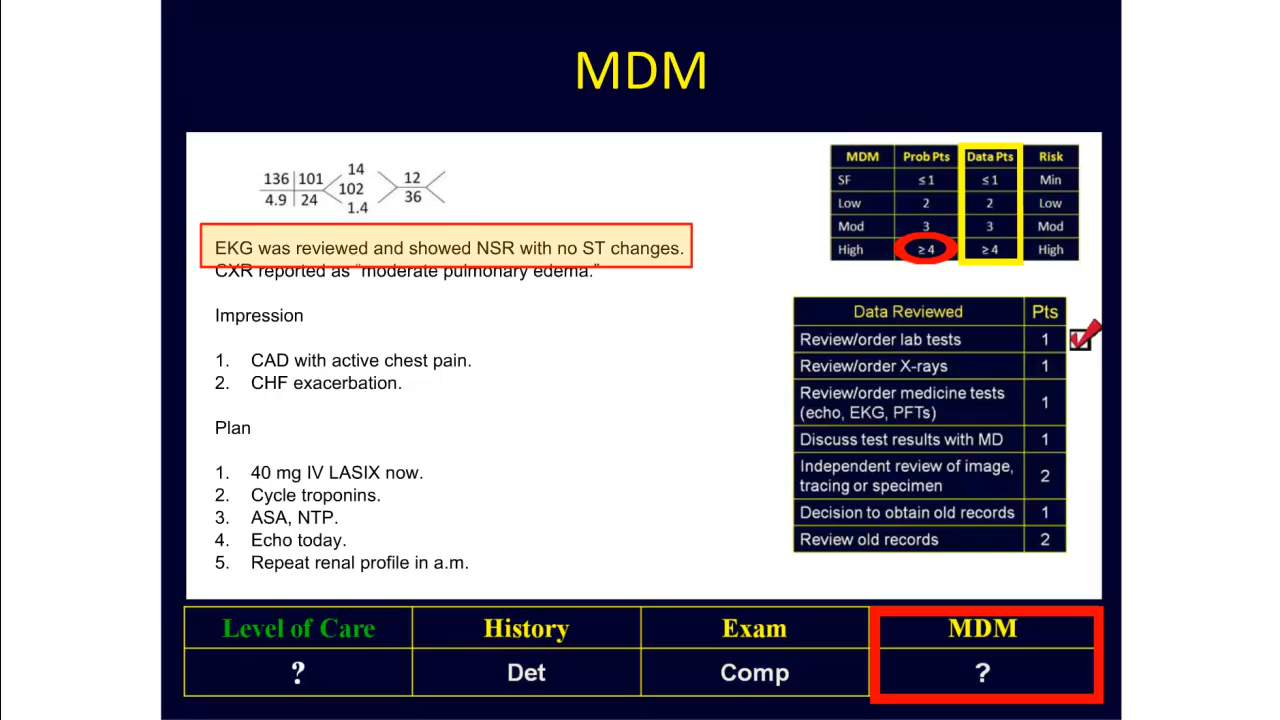 MDM
136 101 14 102 1.4 12
4.9 24 36
EKG was reviewed and showed NSR with no ST changes.
CXR reported as “moderate pulmonary edema.”
Impression
1. CAD with active chest pain.
2. CHF exacerbation.
Plan
1. 40 mg IV LASIX now.
2. Cycle troponins.
3. ASA, NTP.
4. Echo today.
5. Repeat renal profile in a.m.
MDM Prob Pts Data Pts Risk
SF ≤ 1 ≤ 1 Min
Low 2 2 Low
Mod 3 3 Mod
High ≥ 4 ≥ 4 High
Data Reviewed Pts
Review/order lab tests 1
Review/order X-rays 1
Review/order medicine tests
(echo, EKG, PFTs) 1
Discuss test results with MD 1
Independent review of image,
tracing or specimen 2
Decision to obtain old records 1
Review old records 2
Level of Care History Exam MDM
? Det Comp ?